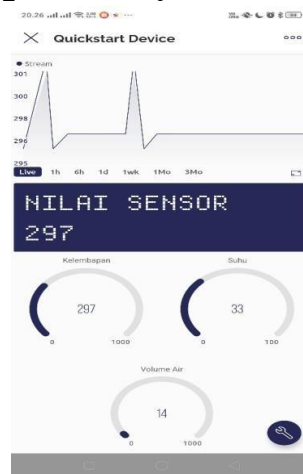 20.26
Quickstart Device
Stream
301
300
298
296
295
Live 1h 6h 1d 1wk 1Mo 3Mo
NILAI SENSOR
297
Kelembapan
Suhu
297
33
0 1000
0 100
Volume Air
14
0 1000